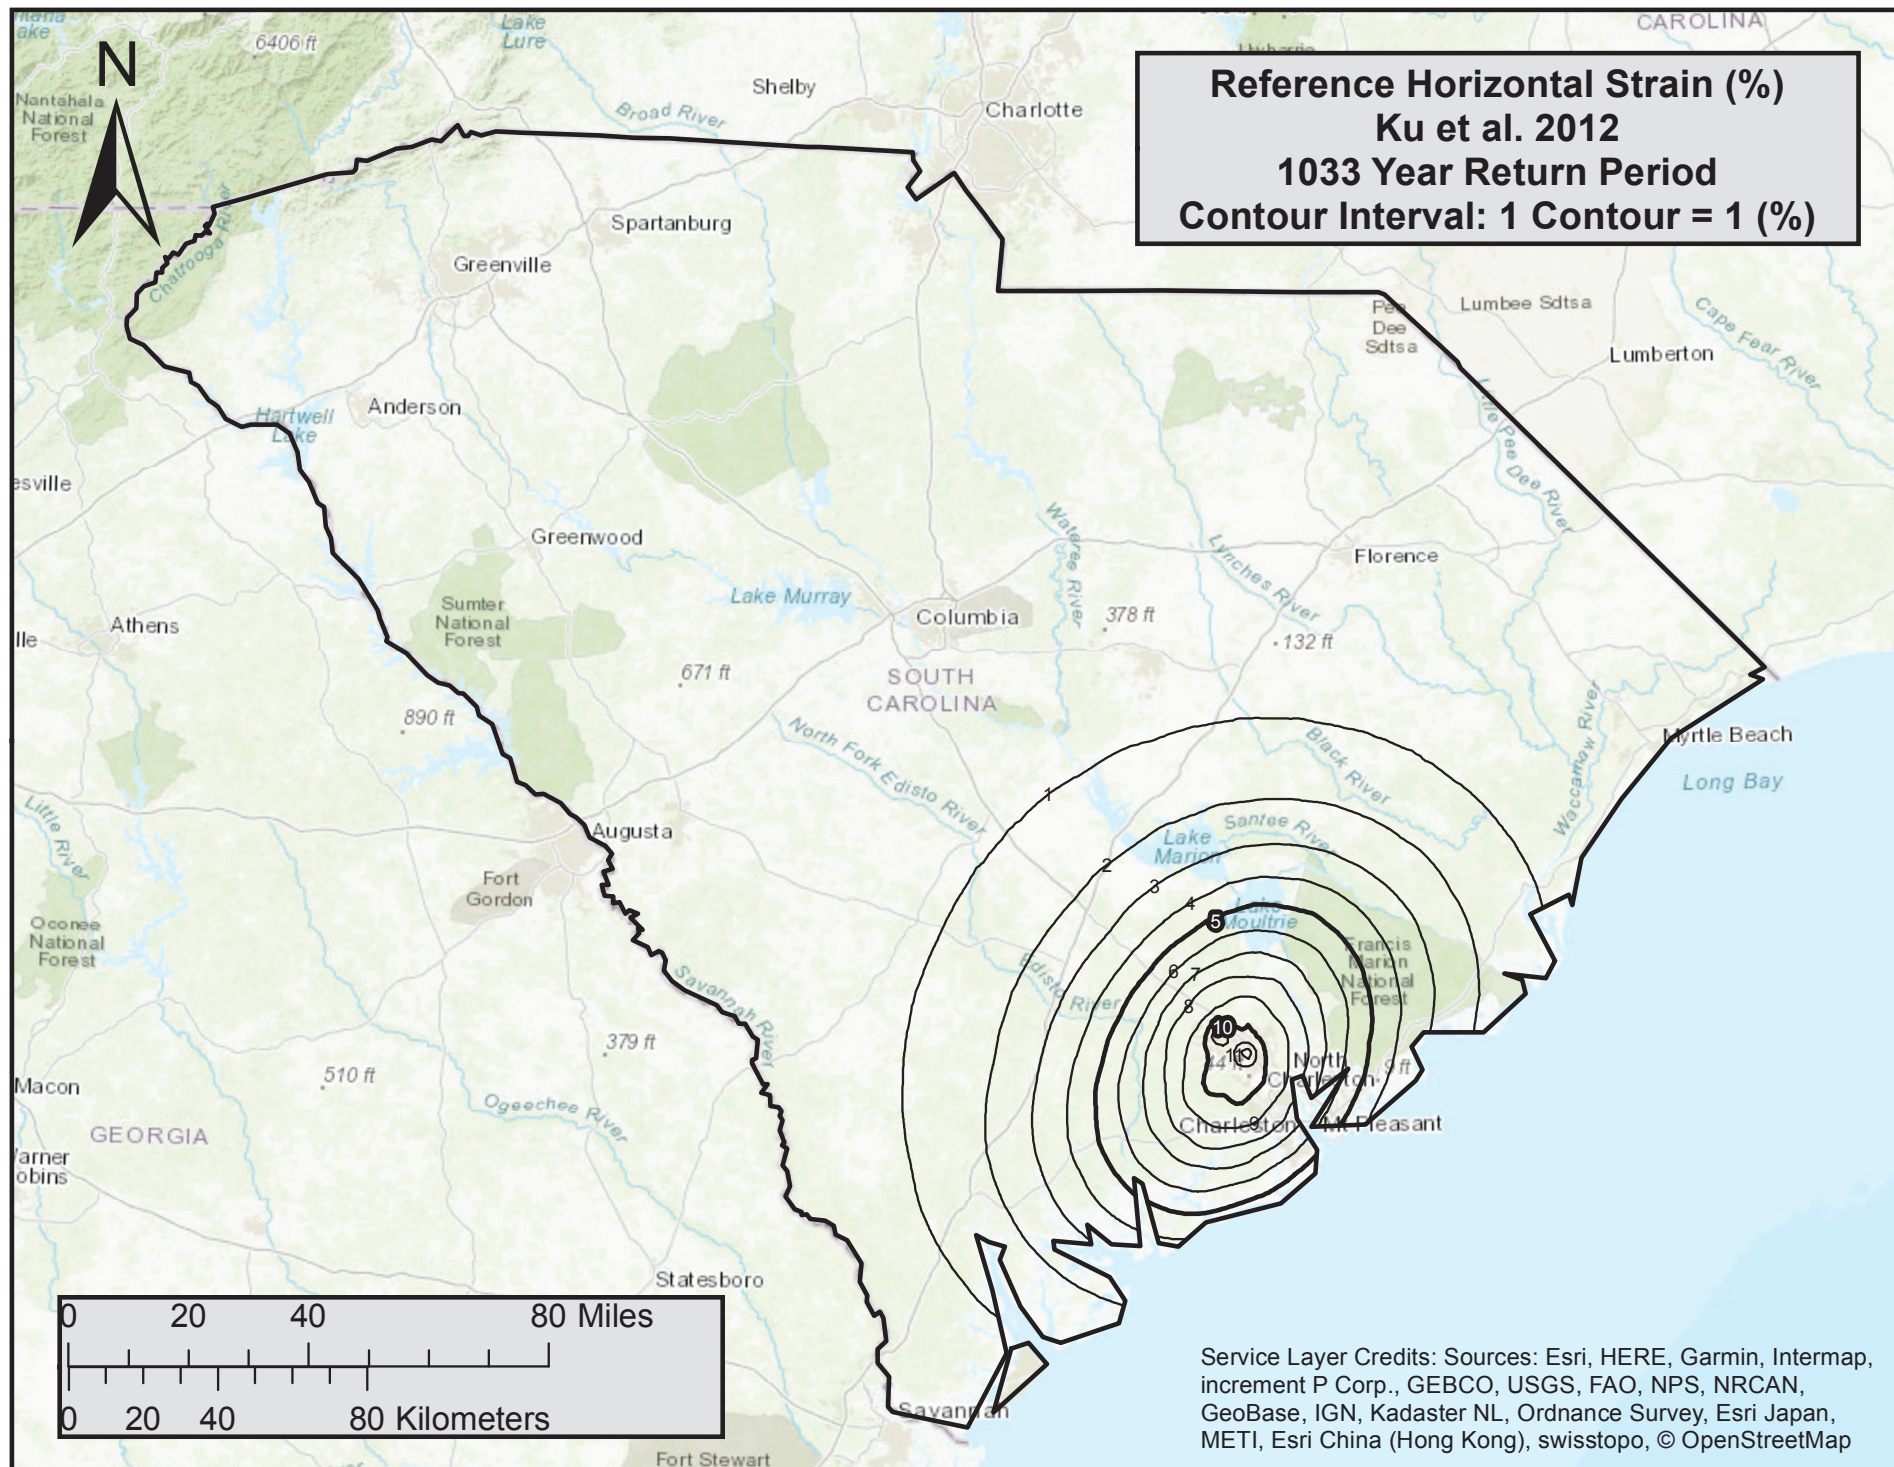 CAROLINA
Lake
Lure
6406 ft
N
Nantahala
National
Forest
Shelby
Broad River
Charlotte
Reference Horizontal Strain (%)
Ku et al. 2012
1033 Year Return Period
Contour Interval: 1 Contour = 1 (%)
Spartanburg
Greenville
Pee
Dee
Sdtsa
Lumbee Sdtsa
Cape Fear River
Lumberton
Anderson
Hartwell
Lake
Little Pee Dee River
esville
Greenwood
Wateree River
Lynches River
Florence
Sumter
National
Forest
Lake Murray
Columbia
378 ft
132 ft
Athens
lle
671 ft
SOUTH
CAROLINA
890 ft
North Fork Edisto River
Black River
Waccamaw River
Myrtle Beach
Long Bay
1
Little River
Augusta
Santee River
Lake
Marion
2
3
4
Fort
Gordon
5
Lake
Moultrie
Oconee
National
Forest
Francis
Marion
National
Forest
Savannah River
Edisto River
6
7
8
10
11
44 ft
379 ft
510 ft
North
Charleston
9 ft
Macon
Ogeechee River
GEORGIA
9
Charleston
Mt Pleasant
arner
obins
Statesboro
0 20 40 80 Miles
0 20 40 80 Kilometers
Savannah
Fort Stewart
Service Layer Credits: Sources: Esri, HERE, Garmin, Intermap,
increment P Corp., GEBCO, USGS, FAO, NPS, NRCAN,
GeoBase, IGN, Kadaster NL, Ordnance Survey, Esri Japan,
METI, Esri China (Hong Kong), swisstopo, © OpenStreetMap